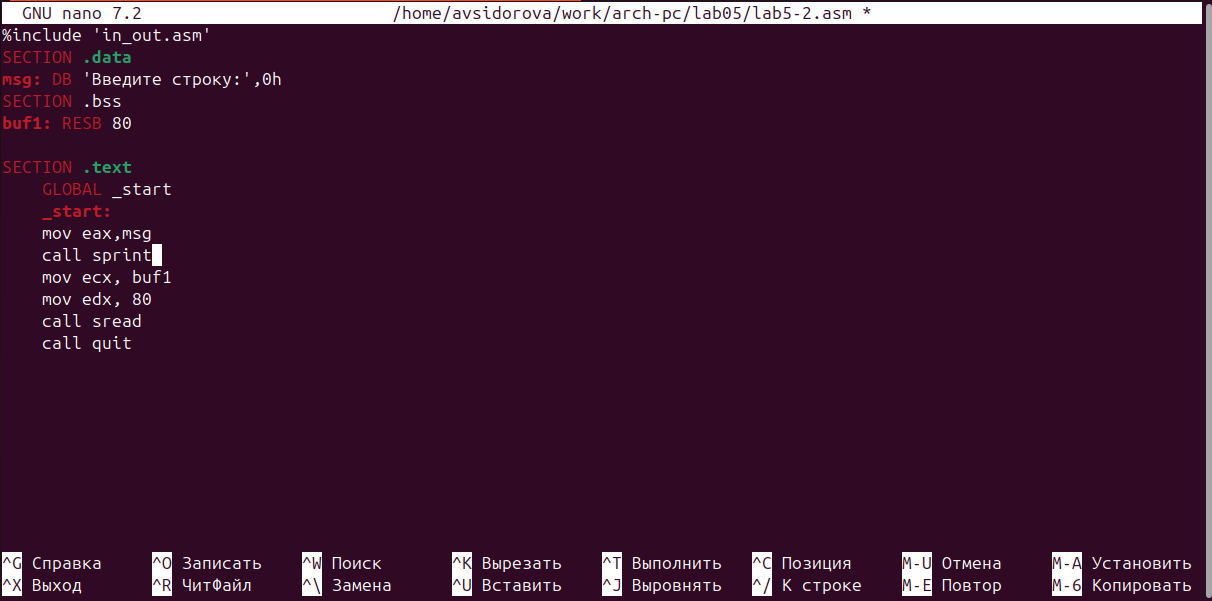 GNU nano 7.2 /home/avsidorova/work/arch-pc/lab05/lab5-2.asm *
%include 'in_out.asm'
SECTION .data
msg: DB 'Введите строку:',0h
SECTION .bss
buf1: RESB 80
SECTION .text
GLOBAL _start
_start:
mov eax,msg
call sprint
mov ecx, buf1
mov edx, 80
call sread
call quit
^G Справка ^O Записать ^W Поиск ^K Вырезать ^T Выполнить ^C Позиция M-U Отмена M-A Установить
^X Выход ^R ЧитФайл ^\ Замена ^U Вставить ^J Выровнять ^/ К строке M-E Повтор M-6 Копировать